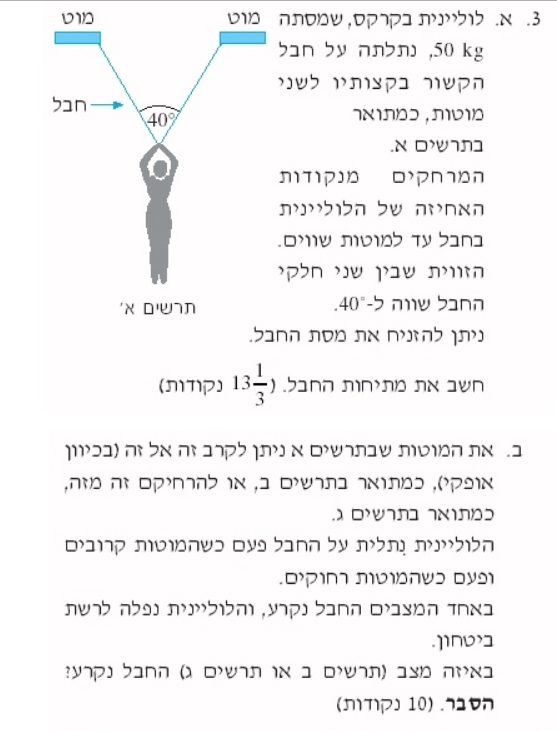 3. א. לוליינית בקרקס, שמסתה
50 kg, נתלתה על חבל
הקשור בקצותיו לשני
מוטות, כמתואר
בתרשים א.
המרחקים מנקודות
האחיזה של הלוליינית
בחבל עד למוטות שווים.
הזווית שבין שני חלקי
החבל שווה ל-40°.
ניתן להזניח את מסת החבל.
חשב את מתיחות החבל. (13 1/3 נקודות)
מוט
מוט
חבל
40°
תרשים א'
ב. את המוטות שבתרשים א ניתן לקרב זה אל זה (בכיוון
אופקי), כמתואר בתרשים ב, או להרחיקם זה מזה,
כמתואר בתרשים ג.
הלוליינית נִתלית על החבל פעם כשהמוטות קרובים
ופעם כשהמוטות רחוקים.
באחד המצבים החבל נקרע, והלוליינית נפלה לרשת
ביטחון.
באיזה מצב (תרשים ב או תרשים ג) החבל נקרע?
הסבר. (10 נקודות)